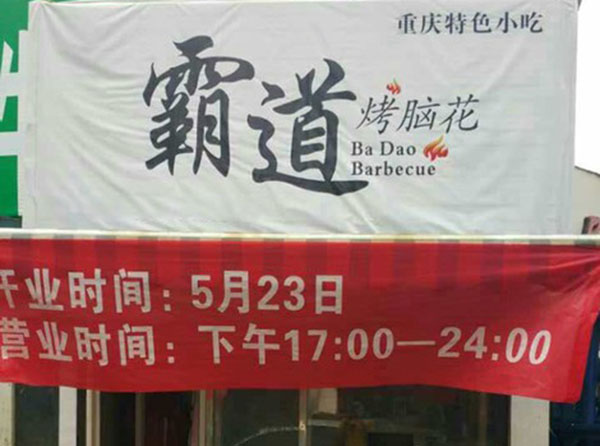 重庆特色小吃
霸道
烤脑花
Ba Dao
Barbecue
开业时间：5月23日
营业时间：下午17:00—24:00